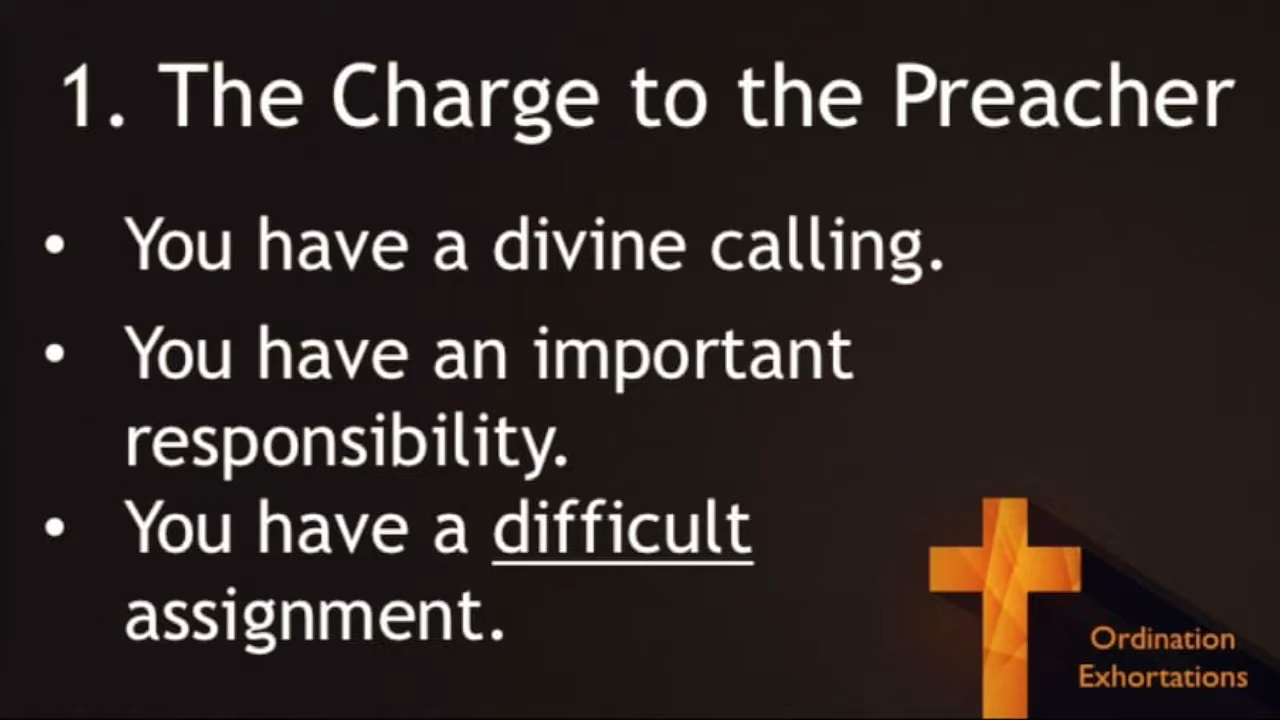 1. The Charge to the Preacher
• You have a divine calling.
• You have an important
responsibility.
• You have a difficult
assignment.
Ordination
Exhortations